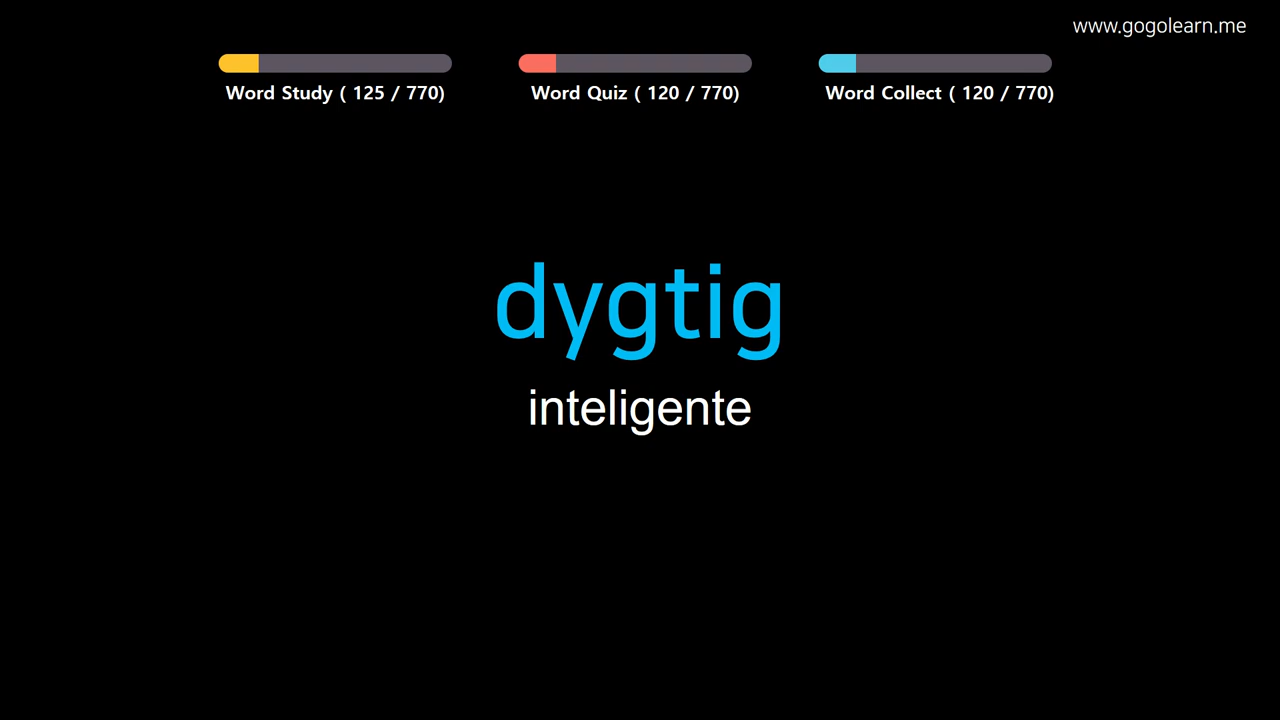 www.gogolearn.me
Word Study ( 125 / 770)
Word Quiz ( 120 / 770)
Word Collect ( 120 / 770)
dygtig
inteligente